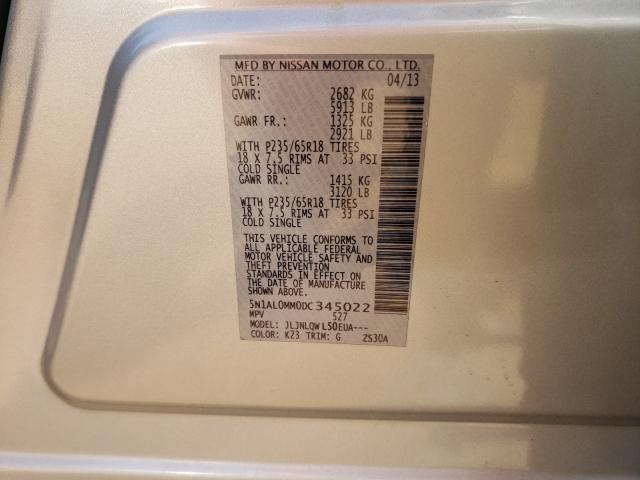 MFD BY NISSAN MOTOR CO., LTD.
DATE: 04/13
GVWR: 2682 KG
5913 LB
GAWR FR.: 1325 KG
2921 LB
WITH P235/65R18 TIRES
18 X 7.5 RIMS AT 33 PSI
COLD SINGLE
GAWR RR.: 1415 KG
3120 LB
WITH P235/65R18 TIRES
18 X 7.5 RIMS AT 33 PSI
COLD SINGLE
THIS VEHICLE CONFORMS TO
ALL APPLICABLE FEDERAL
MOTOR VEHICLE SAFETY AND
THEFT PREVENTION
STANDARDS IN EFFECT ON
THE DATE OF MANUFACTURE
SHOWN ABOVE.
5N1AL0MM0DC345022
MPV 527
MODEL: JLJNLQWL50EUA---
COLOR: K23 TRIM: G ZS30A